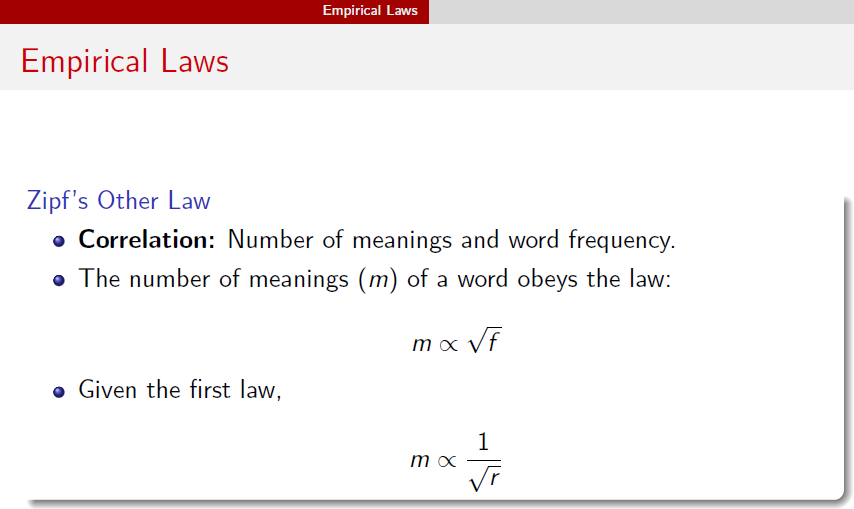 Empirical Laws
Empirical Laws
Zipf's Other Law
Correlation: Number of meanings and word frequency.
The number of meanings (m) of a word obeys the law:
m ∝ √f
Given the first law,
m ∝ 1/√r